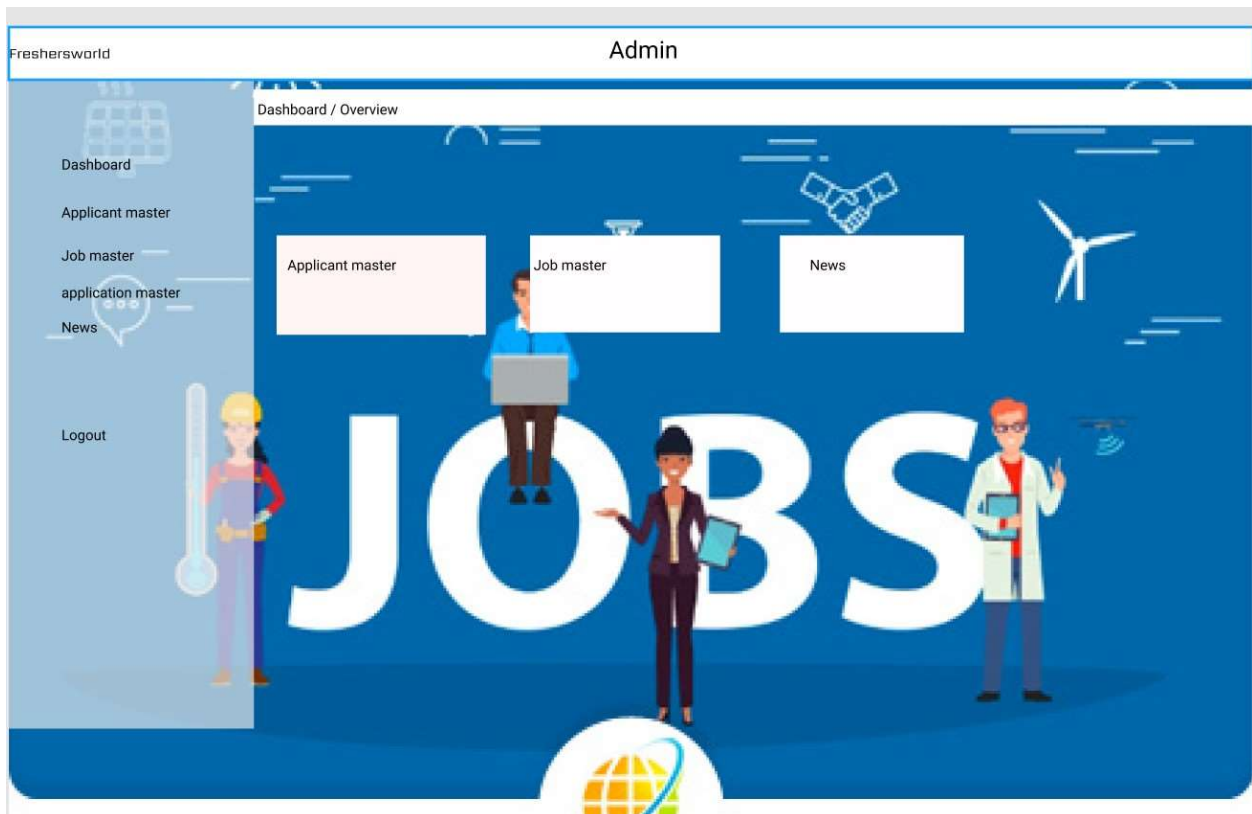 Freshersworld
Admin
Dashboard / Overview
Dashboard
Applicant master
Job master
application master
News
Logout
Applicant master
Job master
News
JOBS